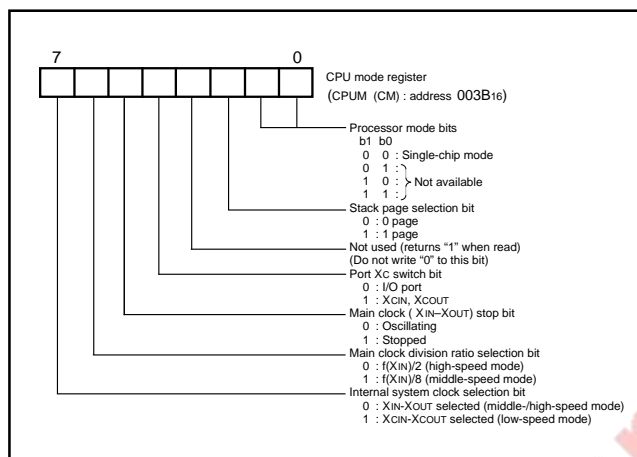 7 0
CPU mode register
(CPUM (CM) : address 003B16)
Processor mode bits
b1 b0
0 0 : Single-chip mode
0 1 :
1 0 : Not available
1 1 :
Stack page selection bit
0 : 0 page
1 : 1 page
Not used (returns “1” when read)
(Do not write “0” to this bit)
Port XC switch bit
0 : I/O port
1 : XCIN, XCOUT
Main clock ( XIN–XOUT) stop bit
0 : Oscillating
1 : Stopped
Main clock division ratio selection bit
0 : f(XIN)/2 (high-speed mode)
1 : f(XIN)/8 (middle-speed mode)
Internal system clock selection bit
0 : XIN-XOUT selected (middle-/high-speed mode)
1 : XCIN-XCOUT selected (low-speed mode)